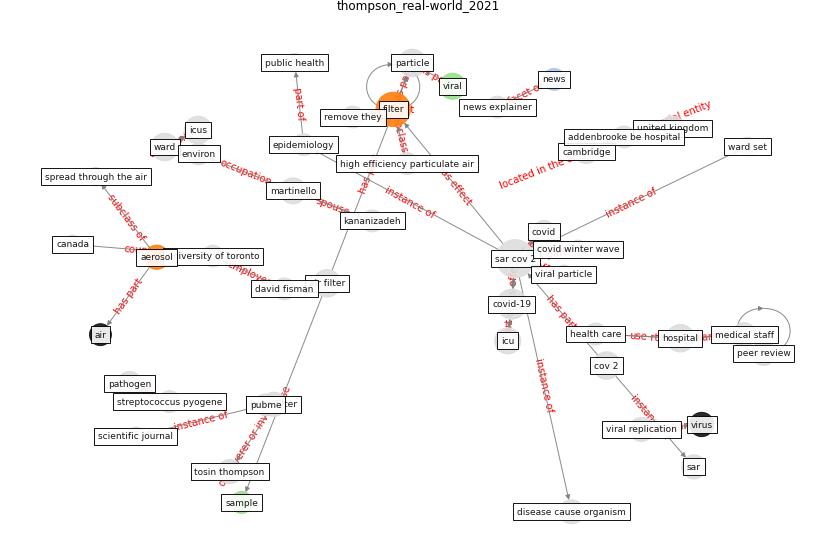 thompson_real-world_2021
public health
particle
viral
news
facet of
news explainer
part of
filter
remove they
united kingdom
addenbrooke be hospital
cambridge
located in the
ward set
icus
ward
environ
epidemiology
high efficiency particulate air
spread through the air
occupation
martinello
instance of
instance of
subclass of
spouse
kananizadeh
canada
aerosol
iversity of toronto
covid
covid winter wave
sar cov 2
viral particle
employer
david fisman
filter
has part
air
covid-19
icu
has part
health care
hospital
medical staff
peer review
cov 2
pathogen
streptococcus pyogene
pubme
scientific journal
instance of
instance of
viral replication
virus
sar
tosin thompson
sample
disease cause organism